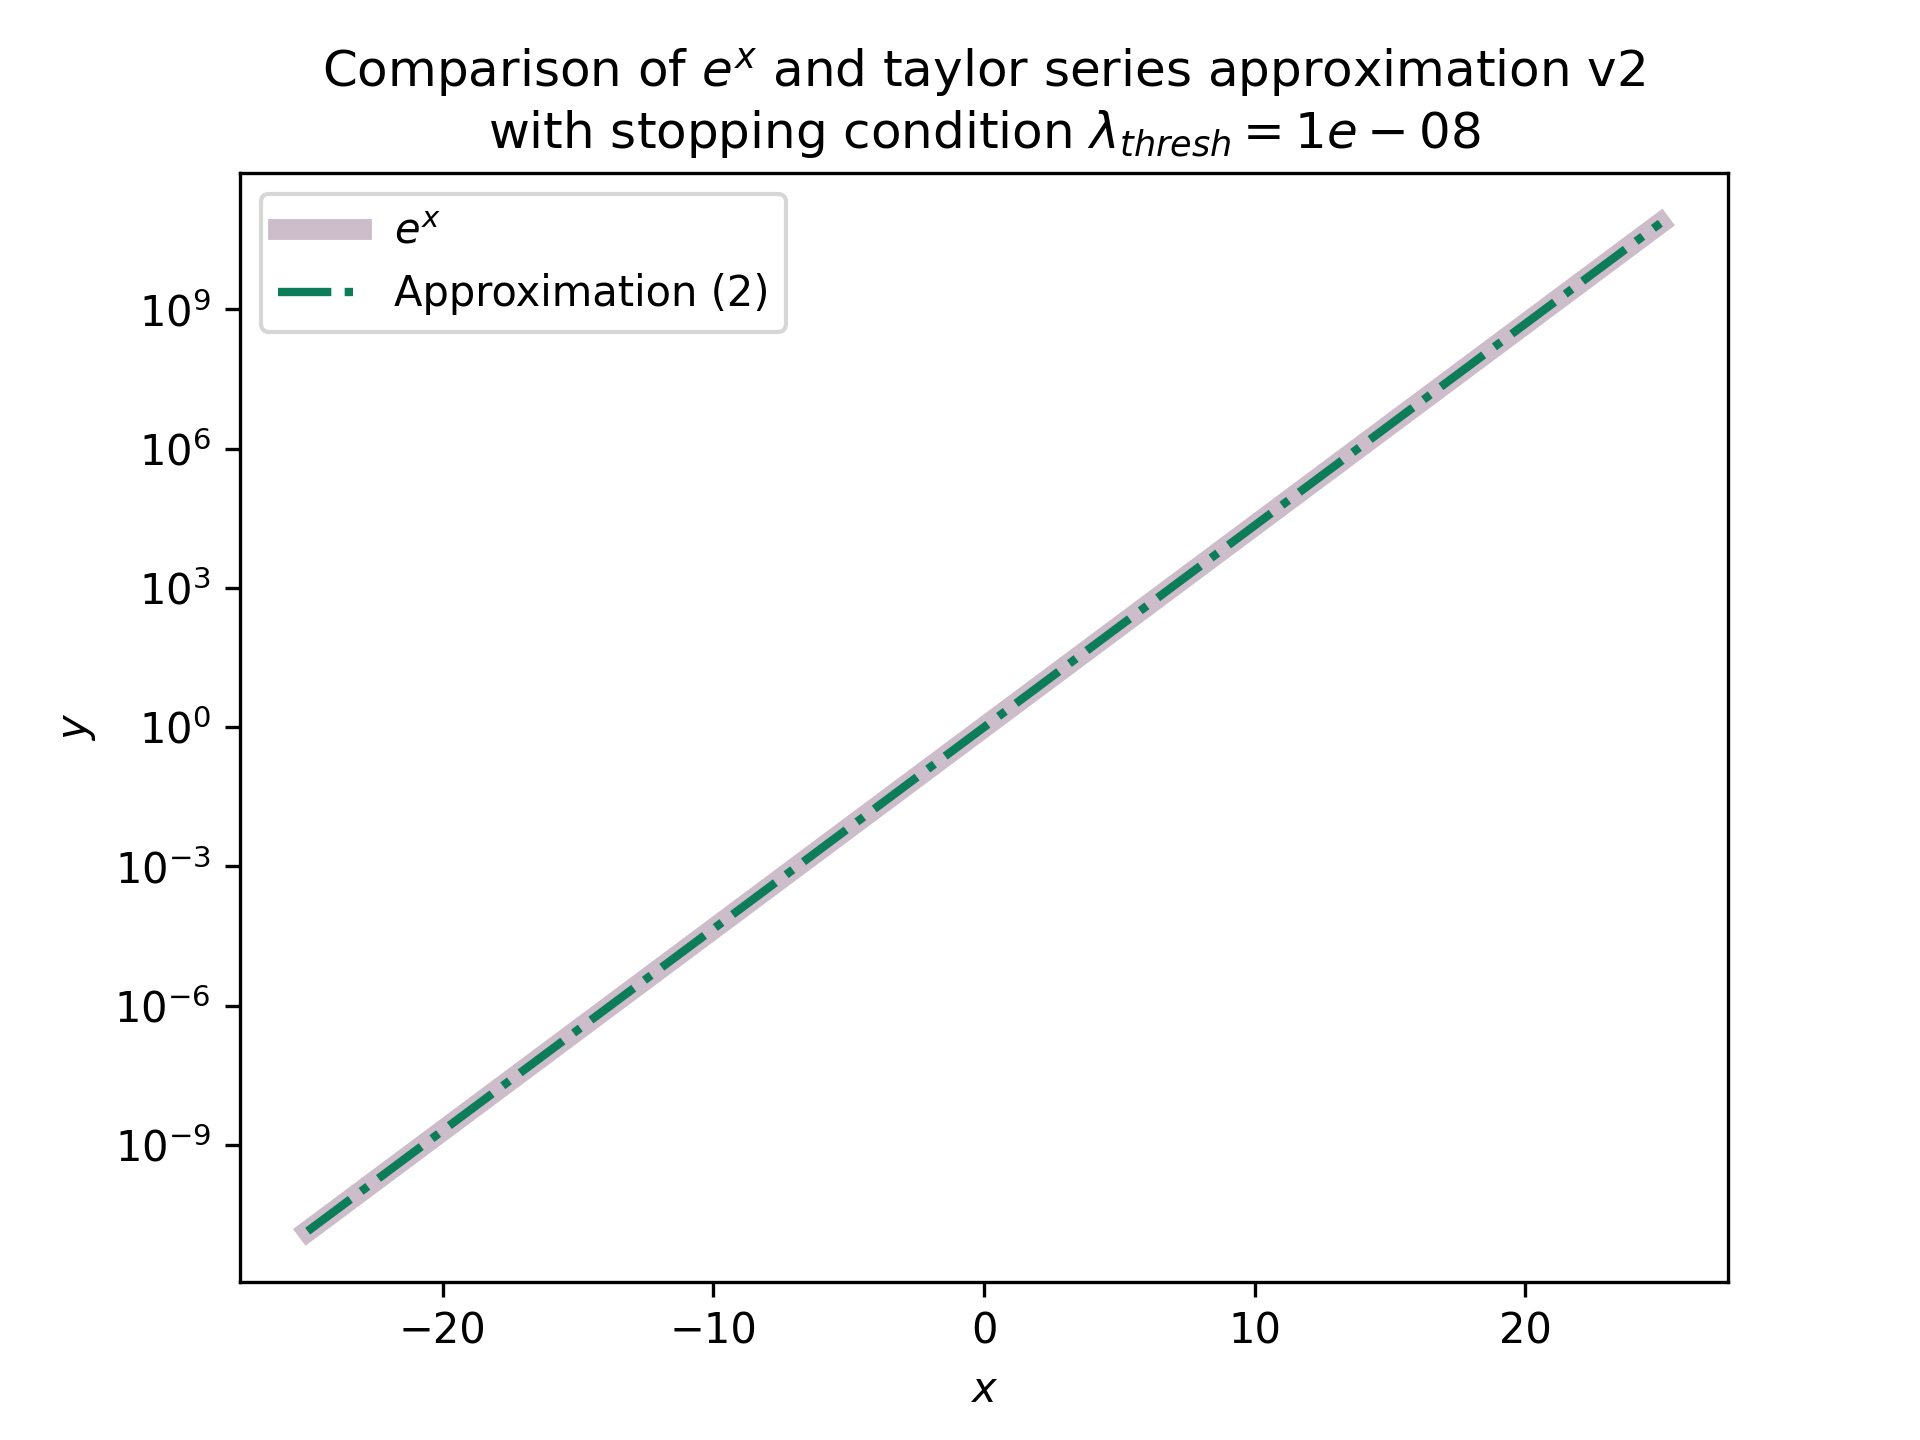 Comparison of e^x and taylor series approximation v2
with stopping condition λ_thresh = 1e − 08
e^x
Approximation (2)
10^9
10^6
10^3
10^0
10^−3
10^−6
10^−9
y
−20 −10 0 10 20
x